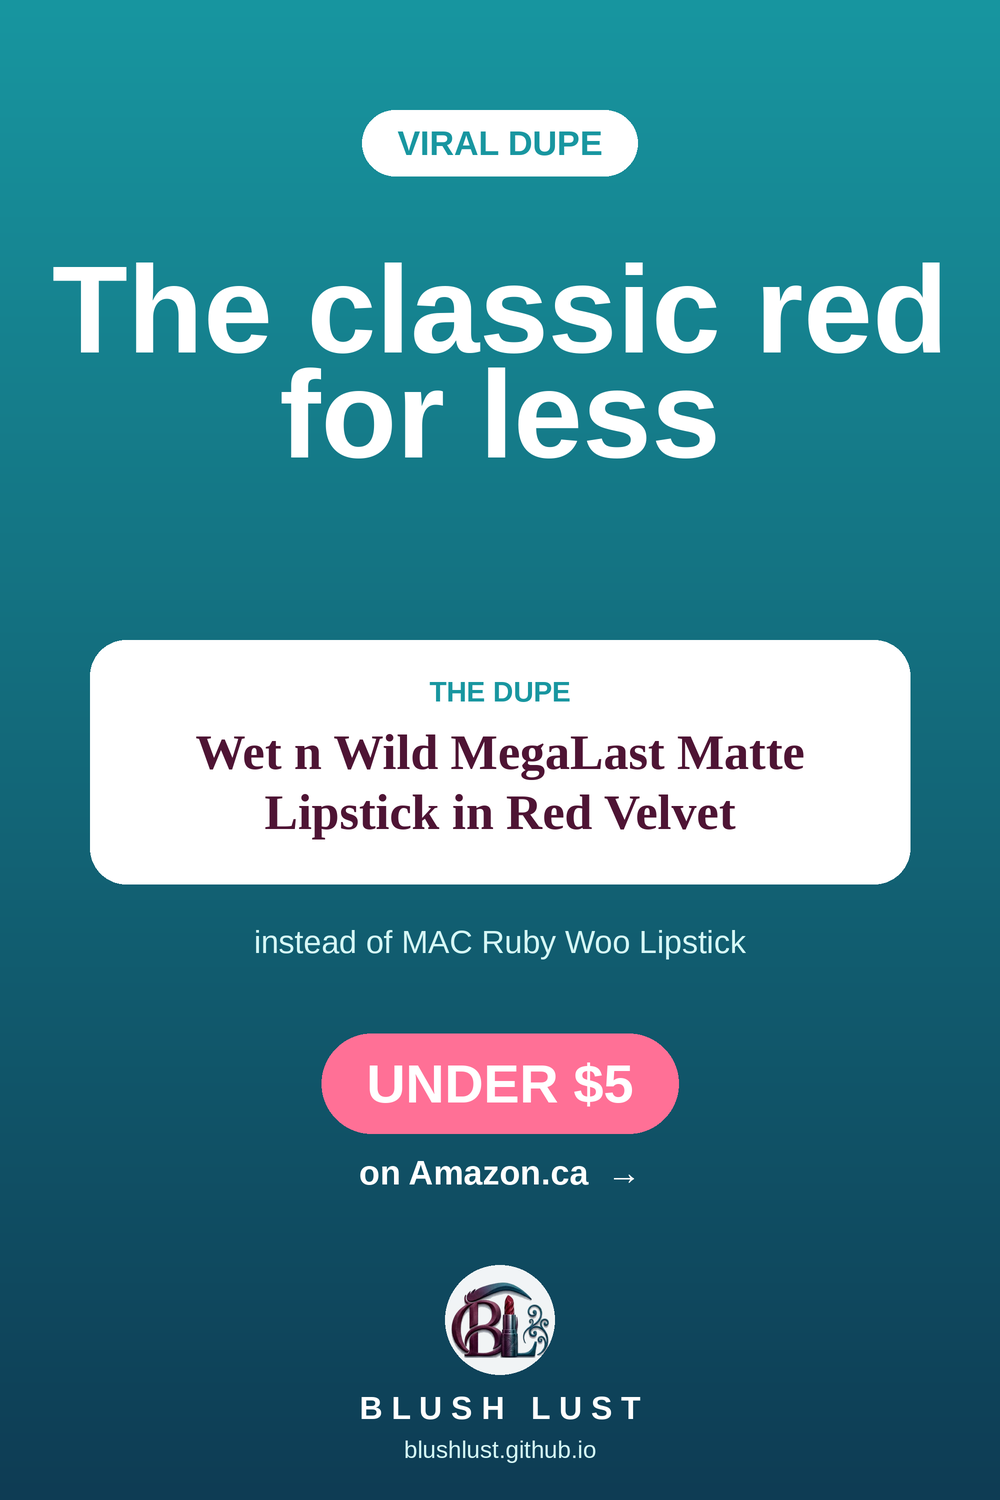 VIRAL DUPE
The classic red
for less
THE DUPE
Wet n Wild MegaLast Matte
Lipstick in Red Velvet
instead of MAC Ruby Woo Lipstick
UNDER $5
on Amazon.ca →
BL
BLUSH LUST
blushlust.github.io